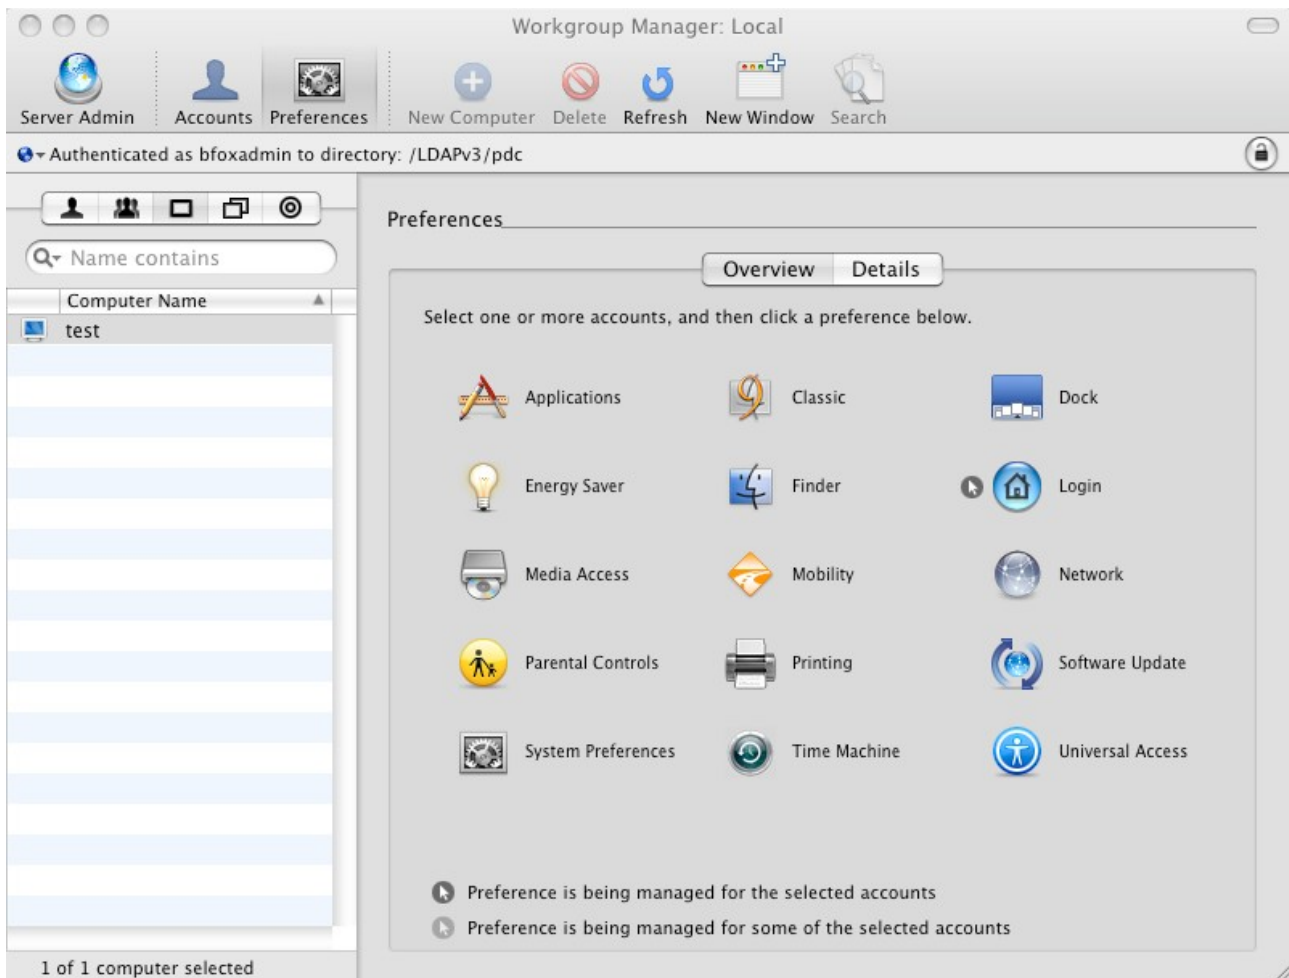 Workgroup Manager: Local
Server Admin Accounts Preferences New Computer Delete Refresh New Window Search
Authenticated as bfoxadmin to directory: /LDAPv3/pdc
Name contains
Computer Name
test
1 of 1 computer selected
Preferences
Overview Details
Select one or more accounts, and then click a preference below.
Applications Classic Dock
Energy Saver Finder Login
Media Access Mobility Network
Parental Controls Printing Software Update
System Preferences Time Machine Universal Access
Preference is being managed for the selected accounts
Preference is being managed for some of the selected accounts